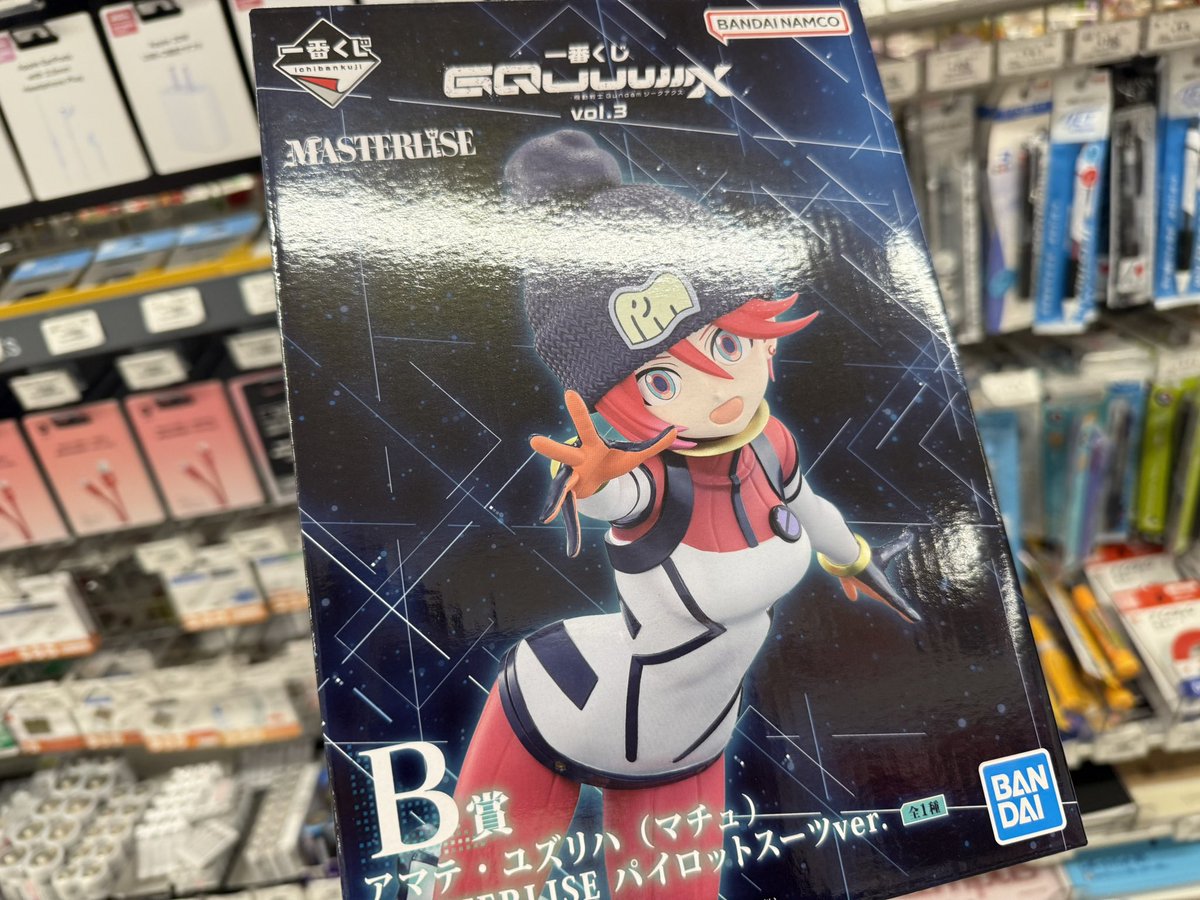 一番くじ
ichibankuji
BANDAI NAMCO
一番くじ
GQuuuuuuX
機動戦士Gundam ジークアクス
vol.3
MASTERLISE
B賞
アマテ・ユズリハ（マチュ）
MASTERLISE パイロットスーツver.
全1種
BAN
DAI